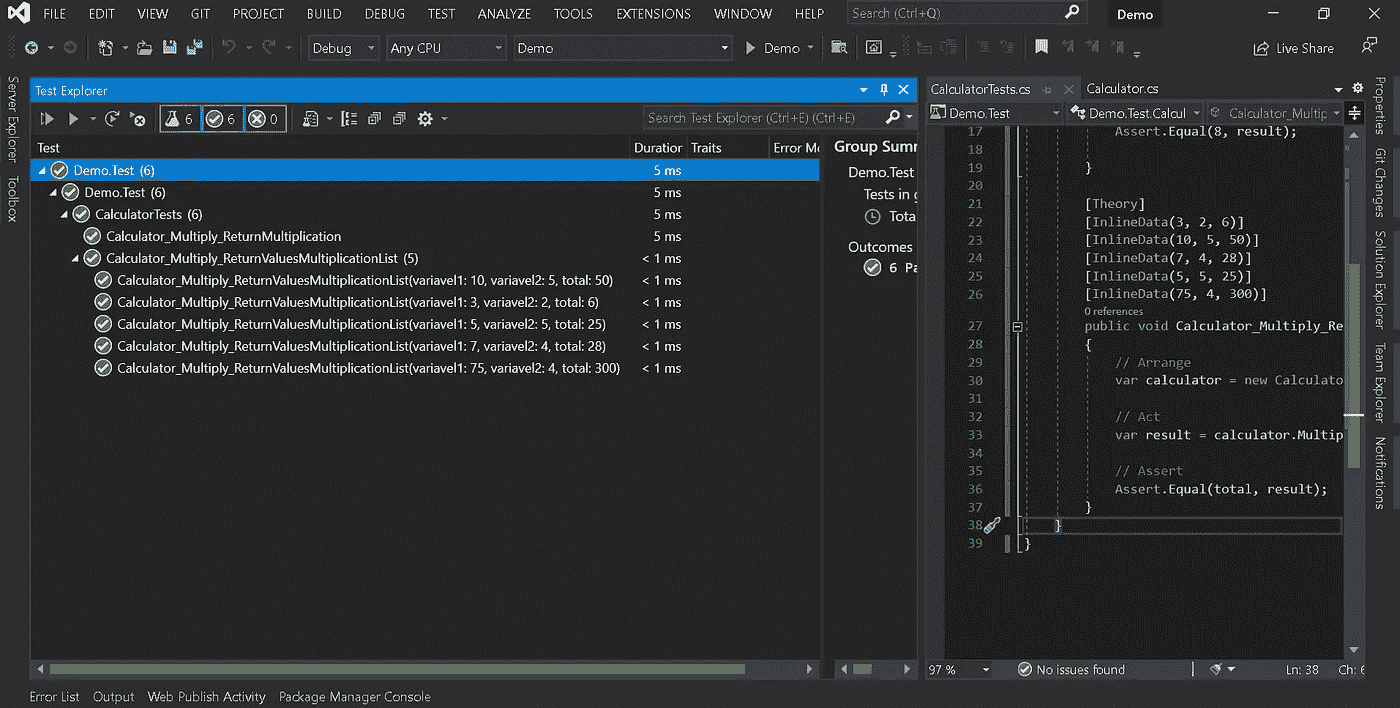 FILE EDIT VIEW GIT PROJECT BUILD DEBUG TEST ANALYZE TOOLS EXTENSIONS WINDOW HELP Search (Ctrl+Q) Demo
Debug Any CPU Demo Demo Live Share
Server Explorer
Toolbox
Test Explorer
6 6 0 Search Test Explorer (Ctrl+E) (Ctrl+E)
Test Duration Traits Error Me
Demo.Test (6) 5 ms
Demo.Test (6) 5 ms
CalculatorTests (6) 5 ms
Calculator_Multiply_ReturnMultiplication 5 ms
Calculator_Multiply_ReturnValuesMultiplicationList (5) < 1 ms
Calculator_Multiply_ReturnValuesMultiplicationList(variavel1: 10, variavel2: 5, total: 50) < 1 ms
Calculator_Multiply_ReturnValuesMultiplicationList(variavel1: 3, variavel2: 2, total: 6) < 1 ms
Calculator_Multiply_ReturnValuesMultiplicationList(variavel1: 5, variavel2: 5, total: 25) < 1 ms
Calculator_Multiply_ReturnValuesMultiplicationList(variavel1: 7, variavel2: 4, total: 28) < 1 ms
Calculator_Multiply_ReturnValuesMultiplicationList(variavel1: 75, variavel2: 4, total: 300) < 1 ms
Group Summ
Demo.Test
Tests in g
Tota
Outcomes
6 Pa
CalculatorTests.cs Calculator.cs
Demo.Test Demo.Test.Calcul Calculator_Multip
17 Assert.Equal(8, result);
18
19 }
20
21 [Theory]
22 [InlineData(3, 2, 6)]
23 [InlineData(10, 5, 50)]
24 [InlineData(7, 4, 28)]
25 [InlineData(5, 5, 25)]
26 [InlineData(75, 4, 300)]
0 references
27 public void Calculator_Multiply_Re
28 {
29 // Arrange
30 var calculator = new Calculato
31
32 // Act
33 var result = calculator.Multip
34
35 // Assert
36 Assert.Equal(total, result);
37 }
38 }
39 }
97 % No issues found Ln: 38 Ch: 6
Properties
Git Changes
Solution Explorer
Team Explorer
Notifications
Error List Output Web Publish Activity Package Manager Console